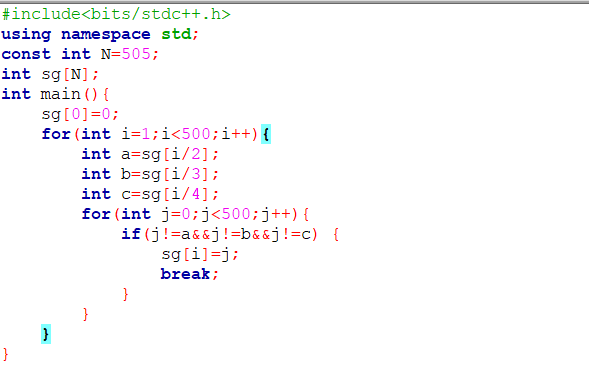 #include<bits/stdc++.h>
using namespace std;
const int N=505;
int sg[N];
int main(){
    sg[0]=0;
    for(int i=1;i<500;i++){
        int a=sg[i/2];
        int b=sg[i/3];
        int c=sg[i/4];
        for(int j=0;j<500;j++){
            if(j!=a&&j!=b&&j!=c) {
                sg[i]=j;
                break;
            }
        }
    }
}